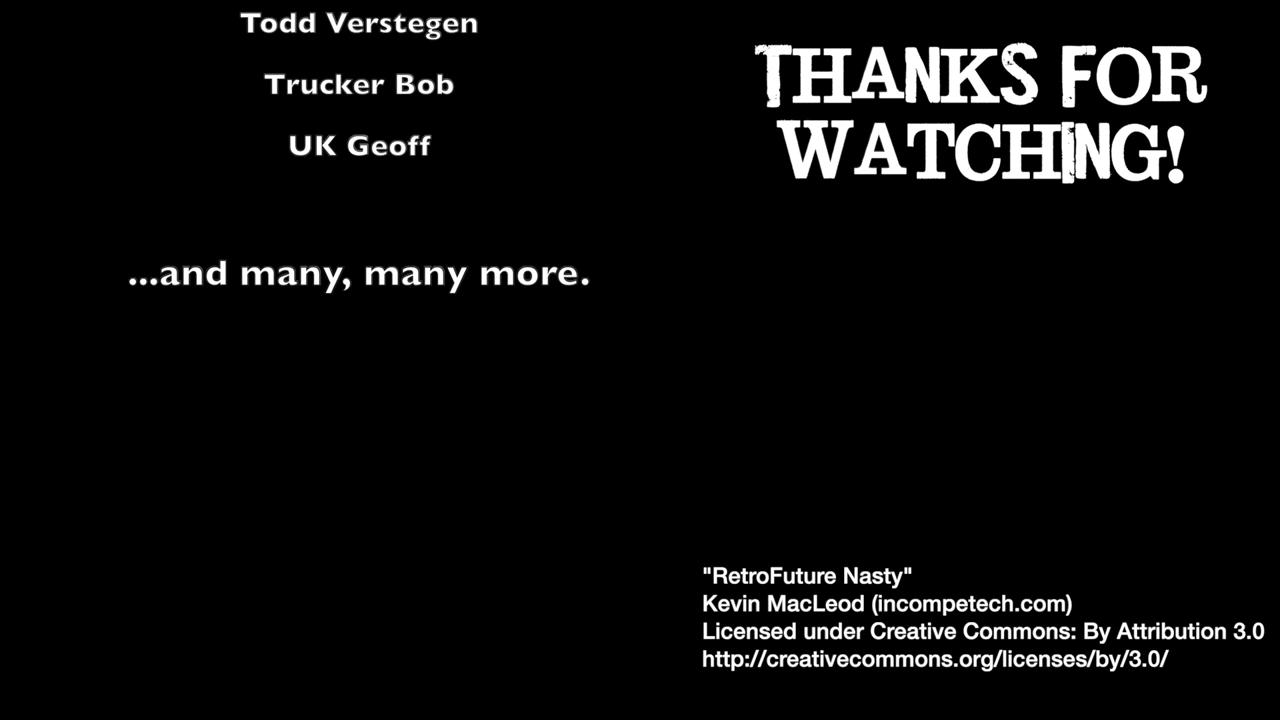 Todd Verstegen
Trucker Bob
UK Geoff
...and many, many more.
THANKS FOR
WATCHING!
"RetroFuture Nasty"
Kevin MacLeod (incompetech.com)
Licensed under Creative Commons: By Attribution 3.0
http://creativecommons.org/licenses/by/3.0/